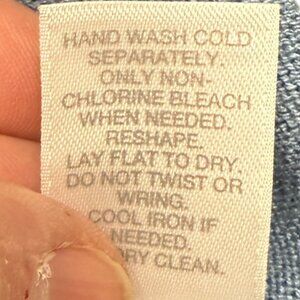 HAND WASH COLD
SEPARATELY.
ONLY NON-
CHLORINE BLEACH
WHEN NEEDED.
RESHAPE.
LAY FLAT TO DRY.
DO NOT TWIST OR
WRING.
COOL IRON IF
NEEDED.
DRY CLEAN.